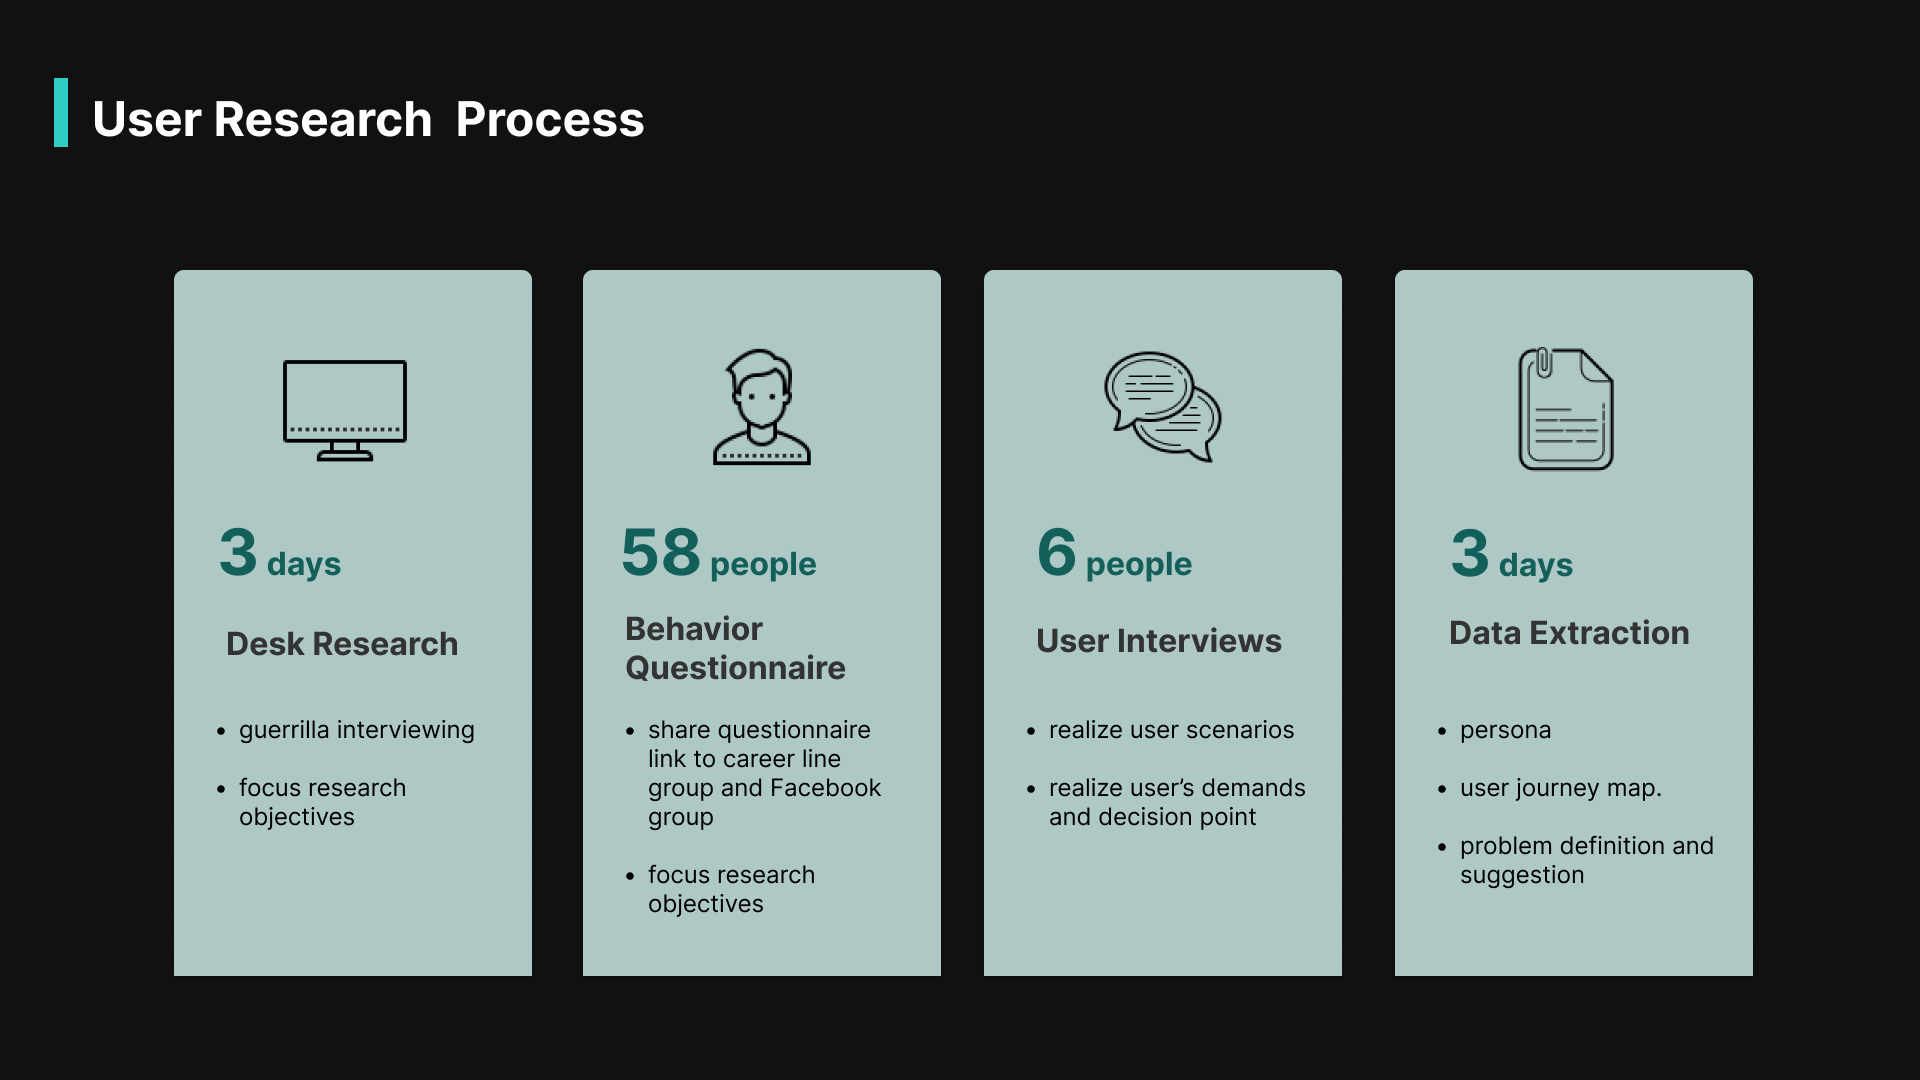 User Research  Process
3 days
Desk Research
• guerrilla interviewing
• focus research
objectives
58 people
Behavior
Questionnaire
• share questionnaire
link to career line
group and Facebook
group
• focus research
objectives
6 people
User Interviews
• realize user scenarios
• realize user’s demands
and decision point
3 days
Data Extraction
• persona
• user journey map.
• problem definition and
suggestion